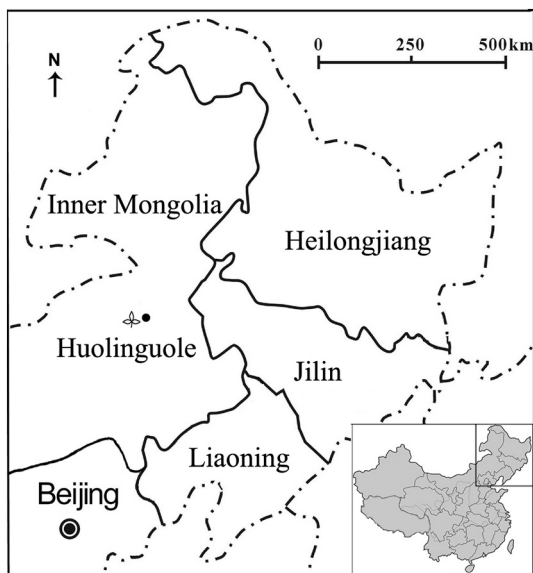 N
0 250 500km
Inner Mongolia
Heilongjiang
Huolinguole
Jilin
Liaoning
Beijing